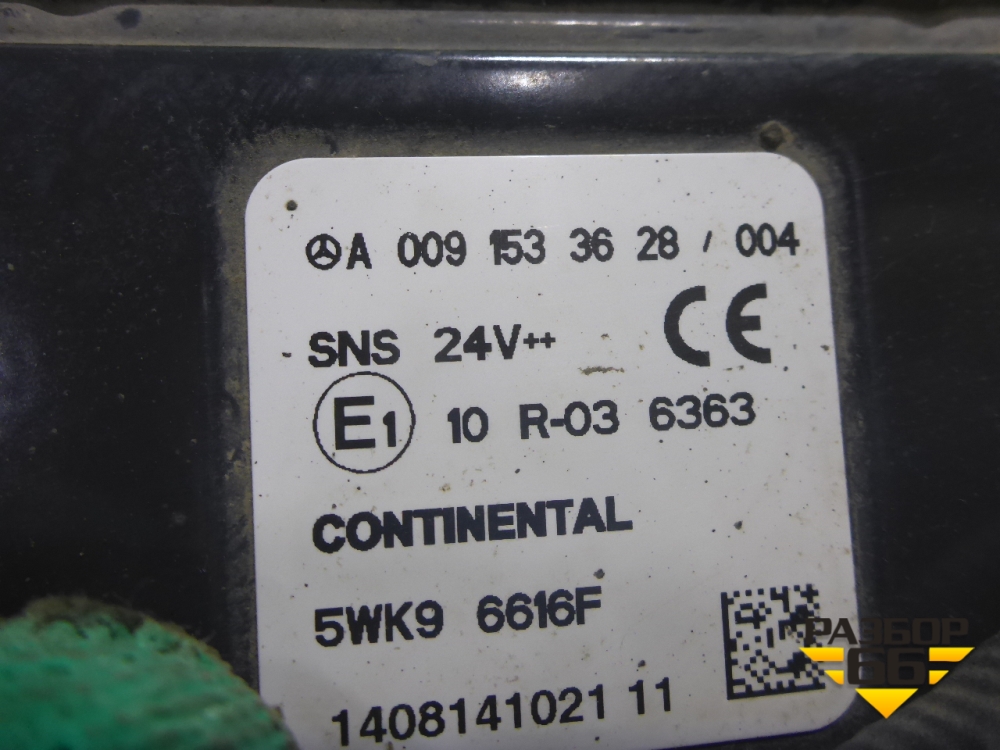 A 009 153 36 28 / 004
SNS 24V++
CE
E1 10 R-03 6363
CONTINENTAL
5WK9 6616F
1408141021 11
РАЗБОР
66